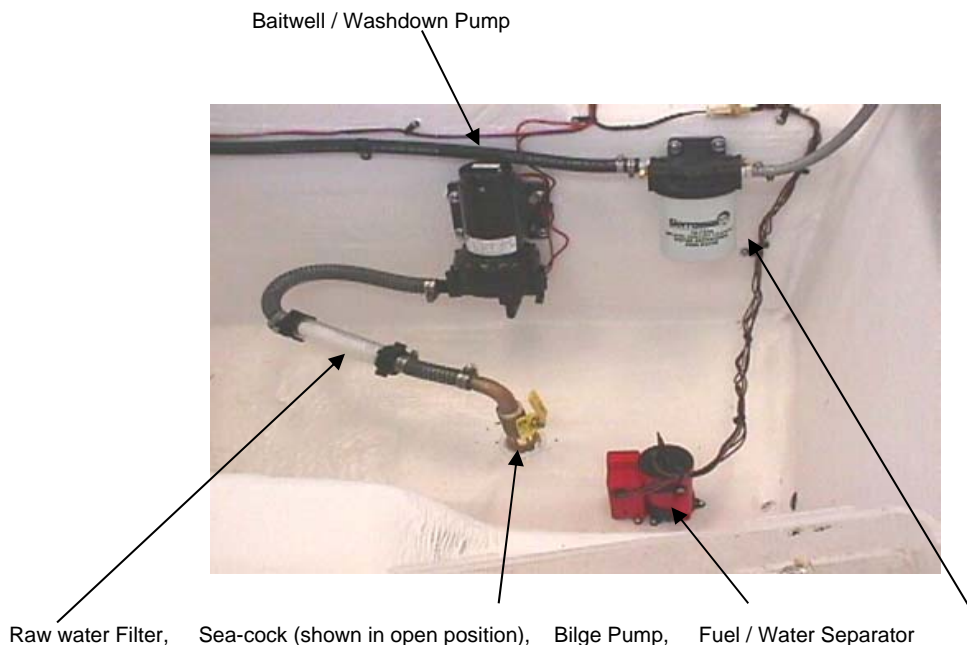 Baitwell / Washdown Pump
Raw water Filter, Sea-cock (shown in open position), Bilge Pump, Fuel / Water Separator